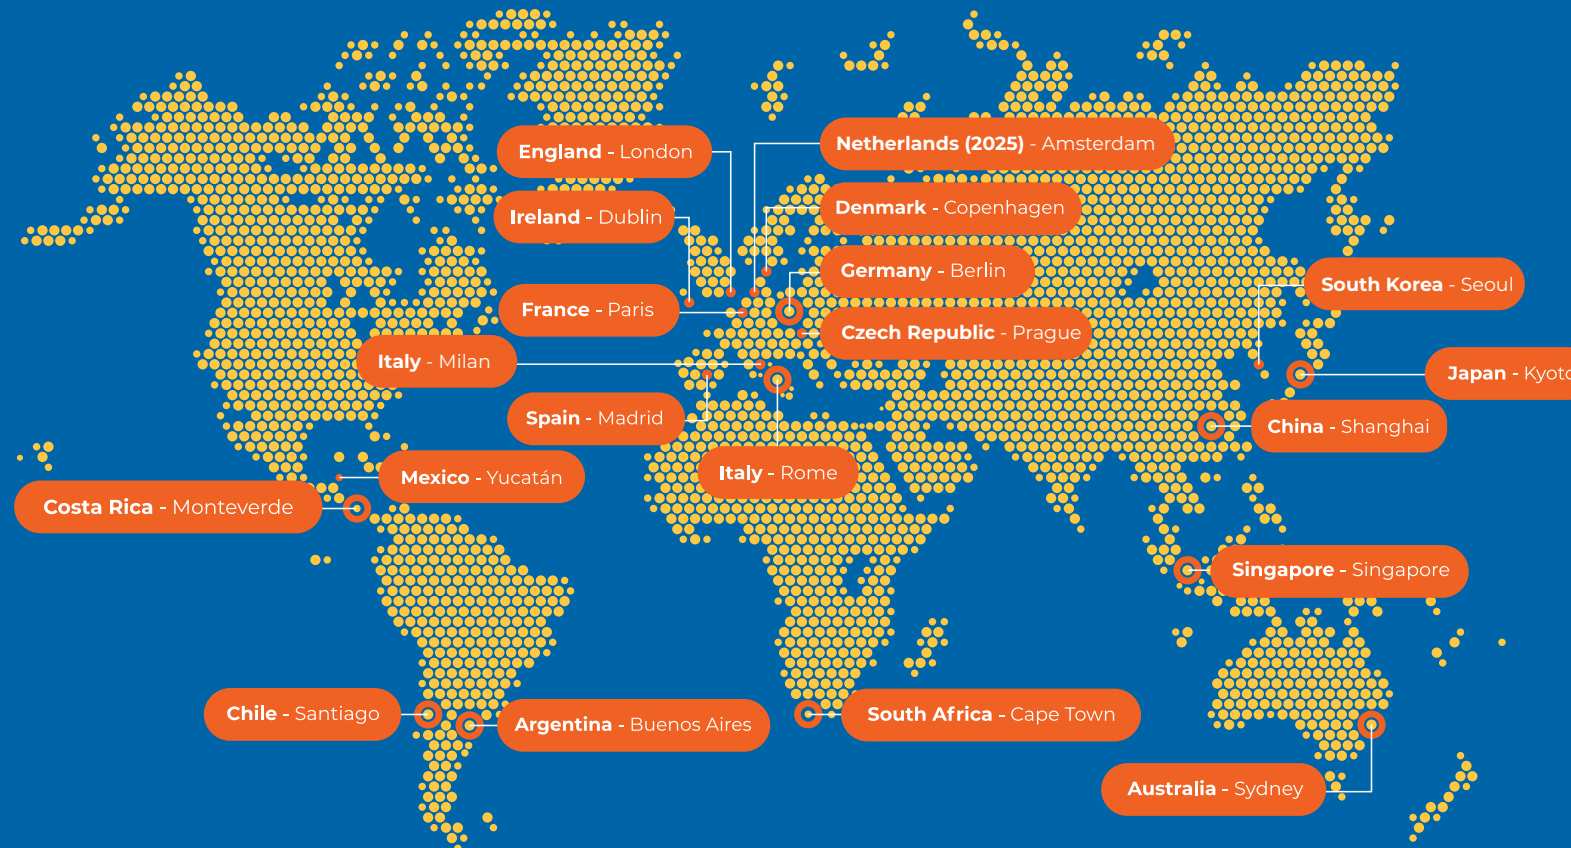 England - London
Netherlands (2025) - Amsterdam
Ireland - Dublin
Denmark - Copenhagen
Germany - Berlin
South Korea - Seoul
France - Paris
Czech Republic - Prague
Italy - Milan
Japan - Kyoto
Spain - Madrid
China - Shanghai
Italy - Rome
Mexico - Yucatán
Costa Rica - Monteverde
Singapore - Singapore
Chile - Santiago
Argentina - Buenos Aires
South Africa - Cape Town
Australia - Sydney